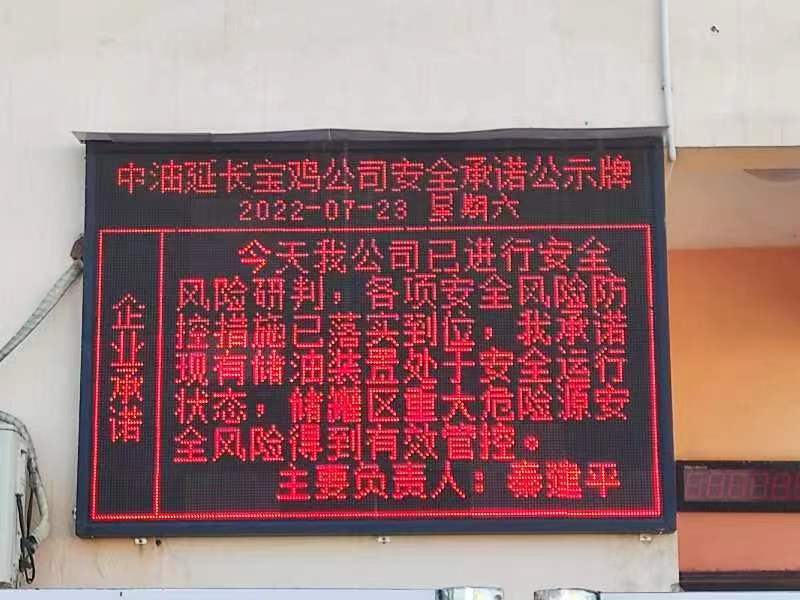 中油延长宝鸡公司安全承诺公示牌
2022-07-23 星期六
企业承诺
今天我公司已进行安全
风险研判，各项安全风险防
控措施已落实到位，我承诺
现有储油装置处于安全运行
状态，储搬区重大危险源安
全风险得到有效管控。
主要负责人：秦建平